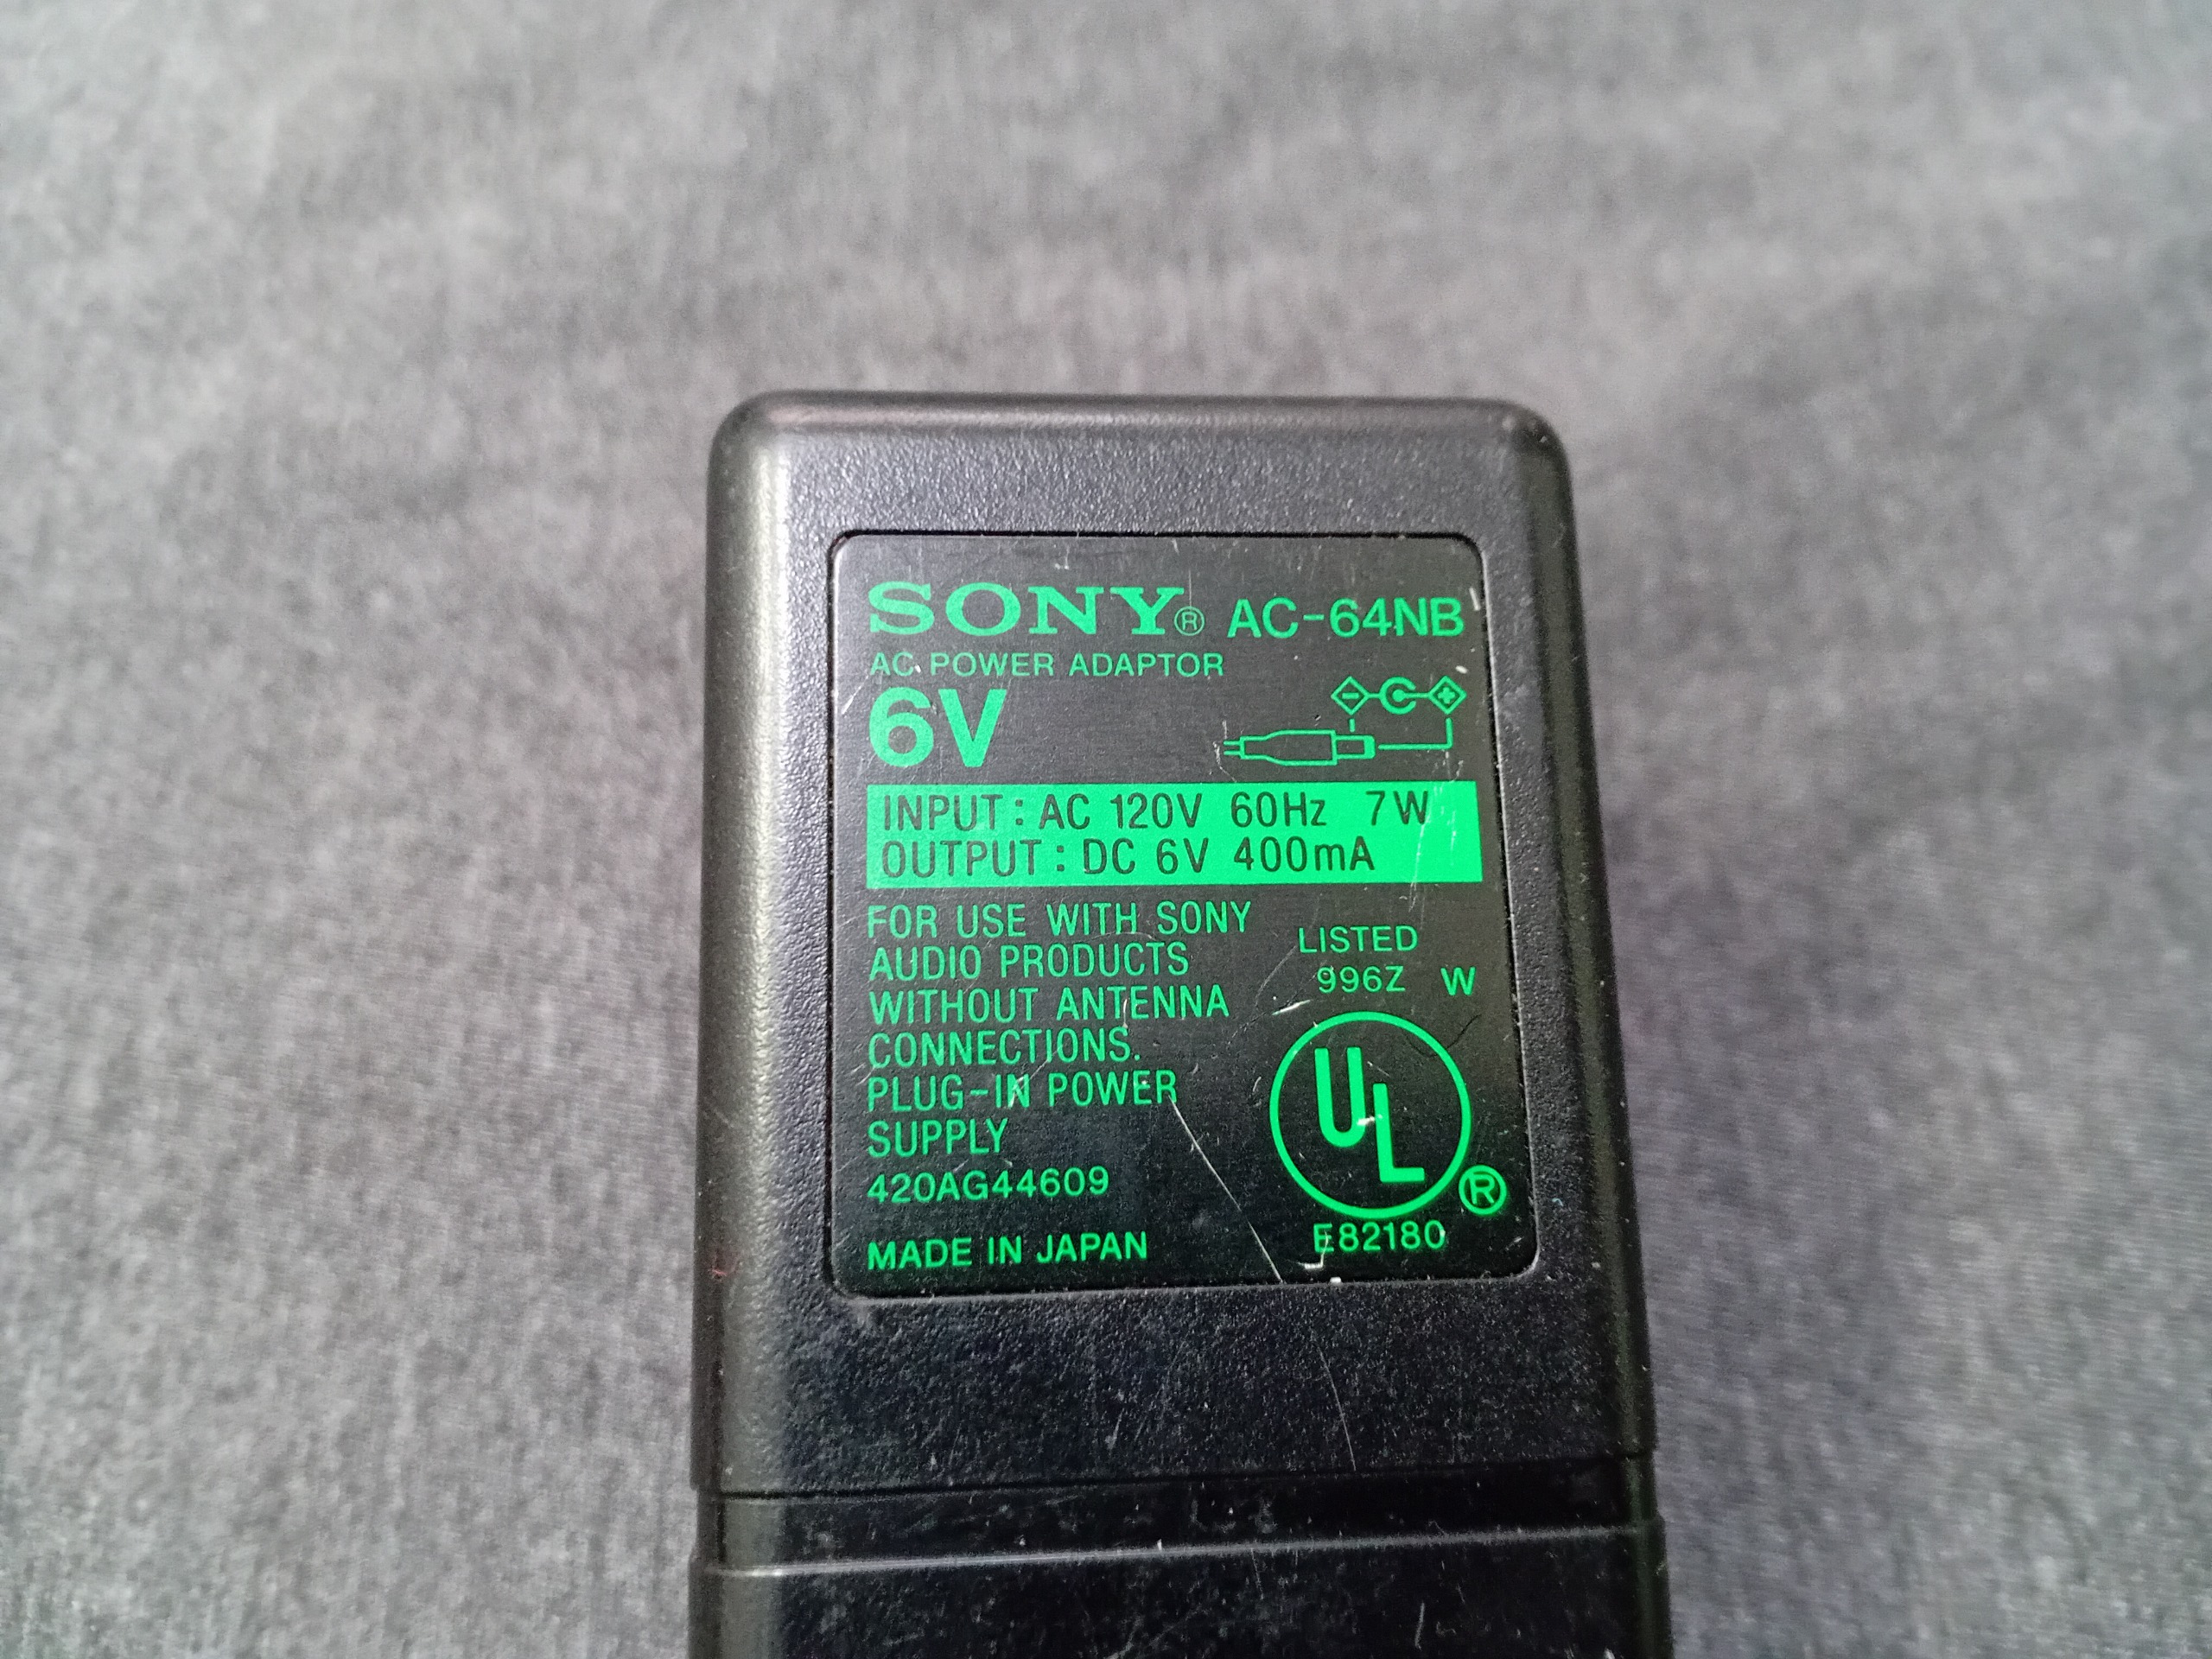 SONY® AC-64NB
AC POWER ADAPTOR
6V
INPUT : AC 120V 60Hz 7W
OUTPUT : DC 6V 400mA
FOR USE WITH SONY
AUDIO PRODUCTS
WITHOUT ANTENNA
CONNECTIONS.
PLUG-IN POWER
SUPPLY
420AG44609
MADE IN JAPAN
LISTED
996Z W
UL®
E82180